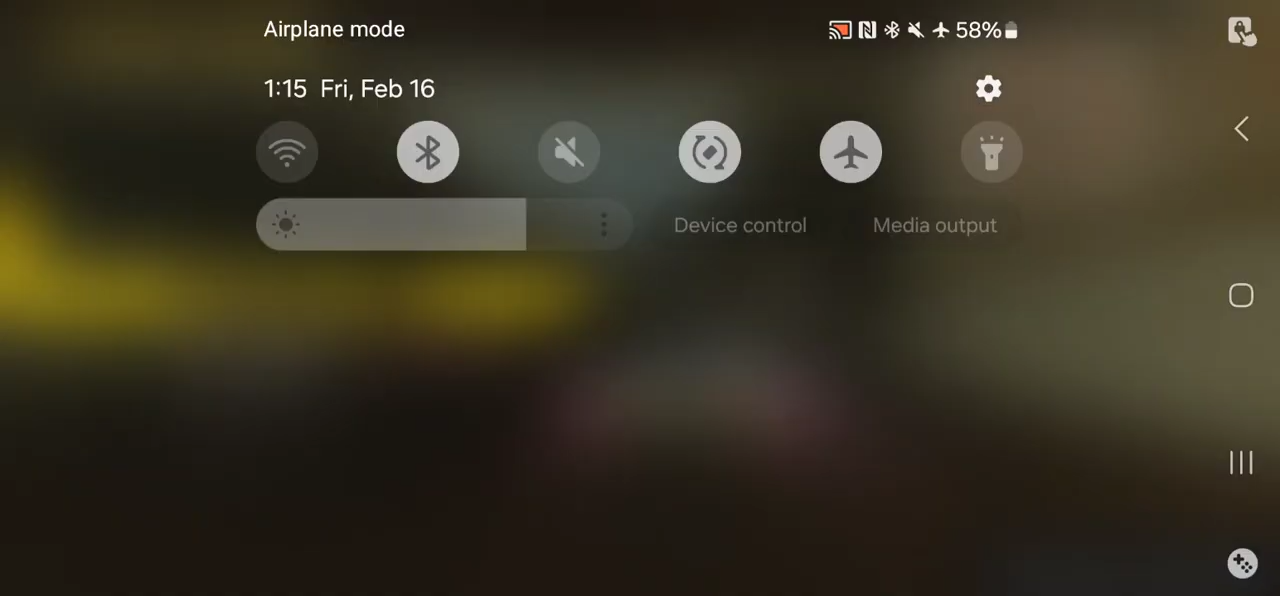 Airplane mode
58%
1:15 Fri, Feb 16
Device control
Media output